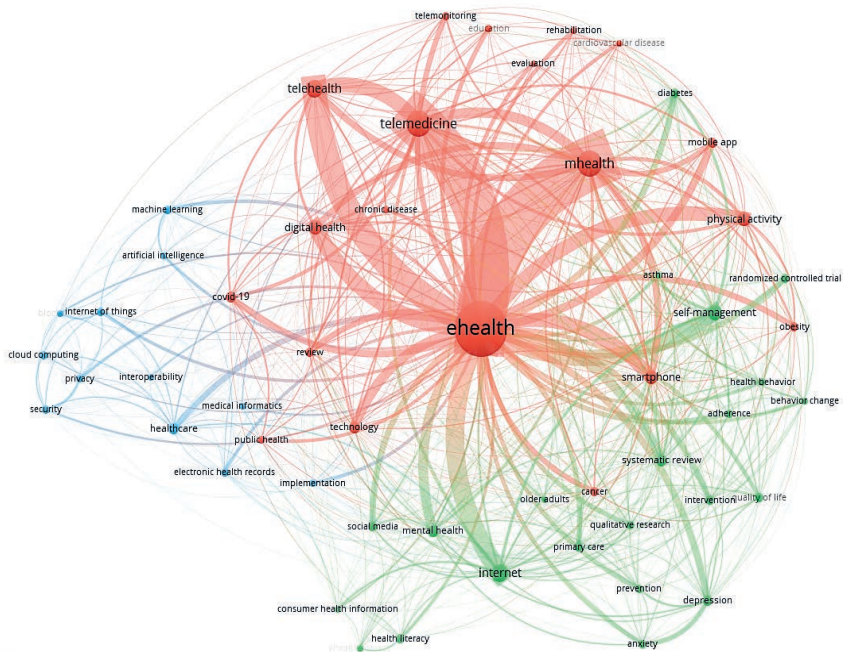 telemonitoring
education
rehabilitation
cardiovascular disease
evaluation
telehealth
diabetes
telemedicine
mobile app
mhealth
machine learning
chronic disease
physical activity
digital health
artificial intelligence
asthma
randomized controlled trial
covid-19
internet of things
self-management
ehealth
obesity
cloud computing
review
privacy
interoperability
smartphone
health behavior
behavior change
security
medical informatics
adherence
healthcare
technology
public health
systematic review
electronic health records
implementation
cancer
older adults
intervention
quality of life
social media
mental health
qualitative research
primary care
internet
prevention
depression
consumer health information
health literacy
anxiety